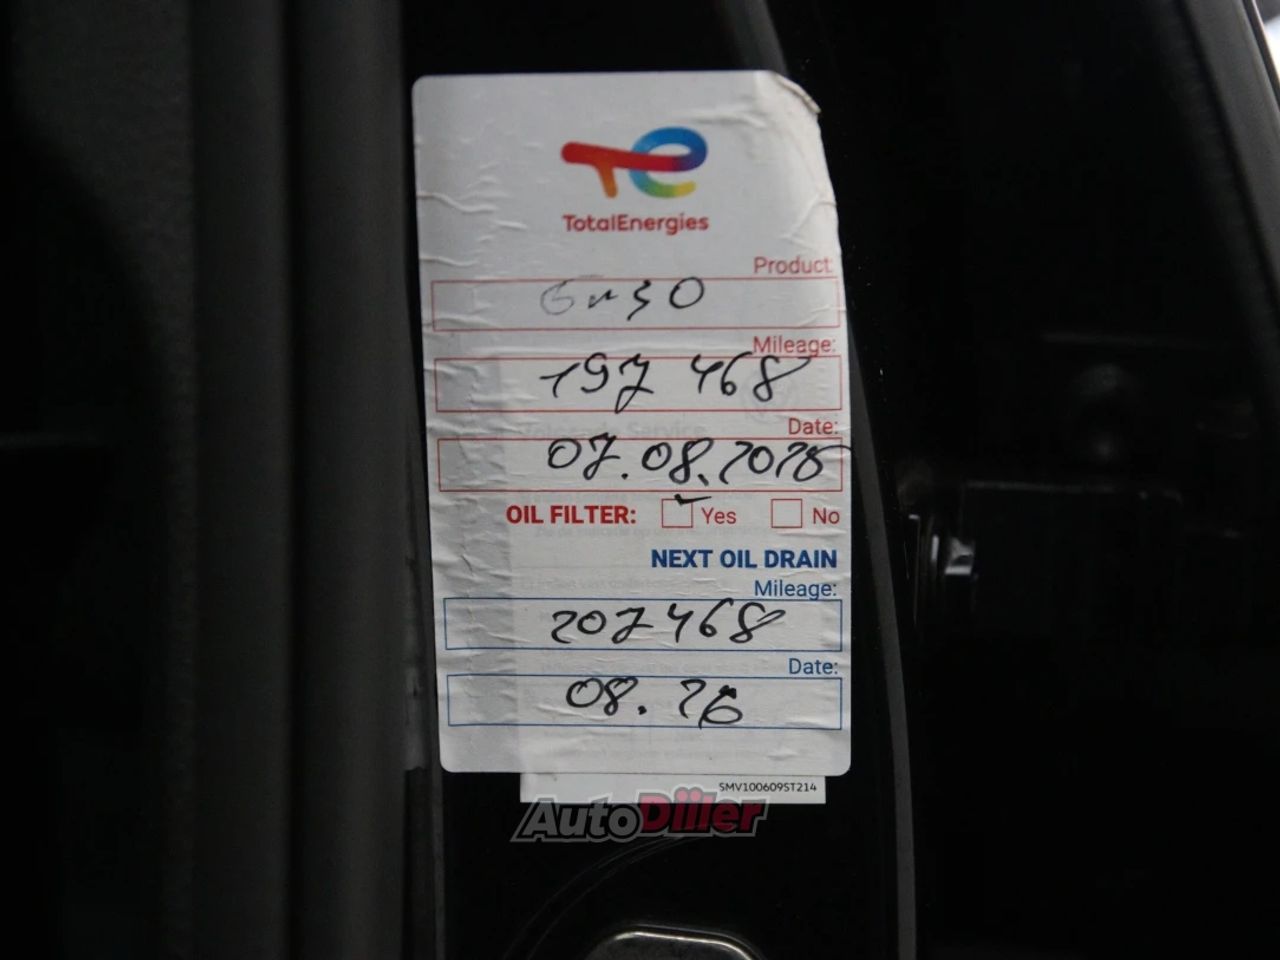 TotalEnergies
Product:
5w30
Mileage:
197 468
Date:
07.08.2025
OIL FILTER: Yes No
NEXT OIL DRAIN
Mileage:
207468
Date:
08.26
SMV100609ST214
AutoDiler